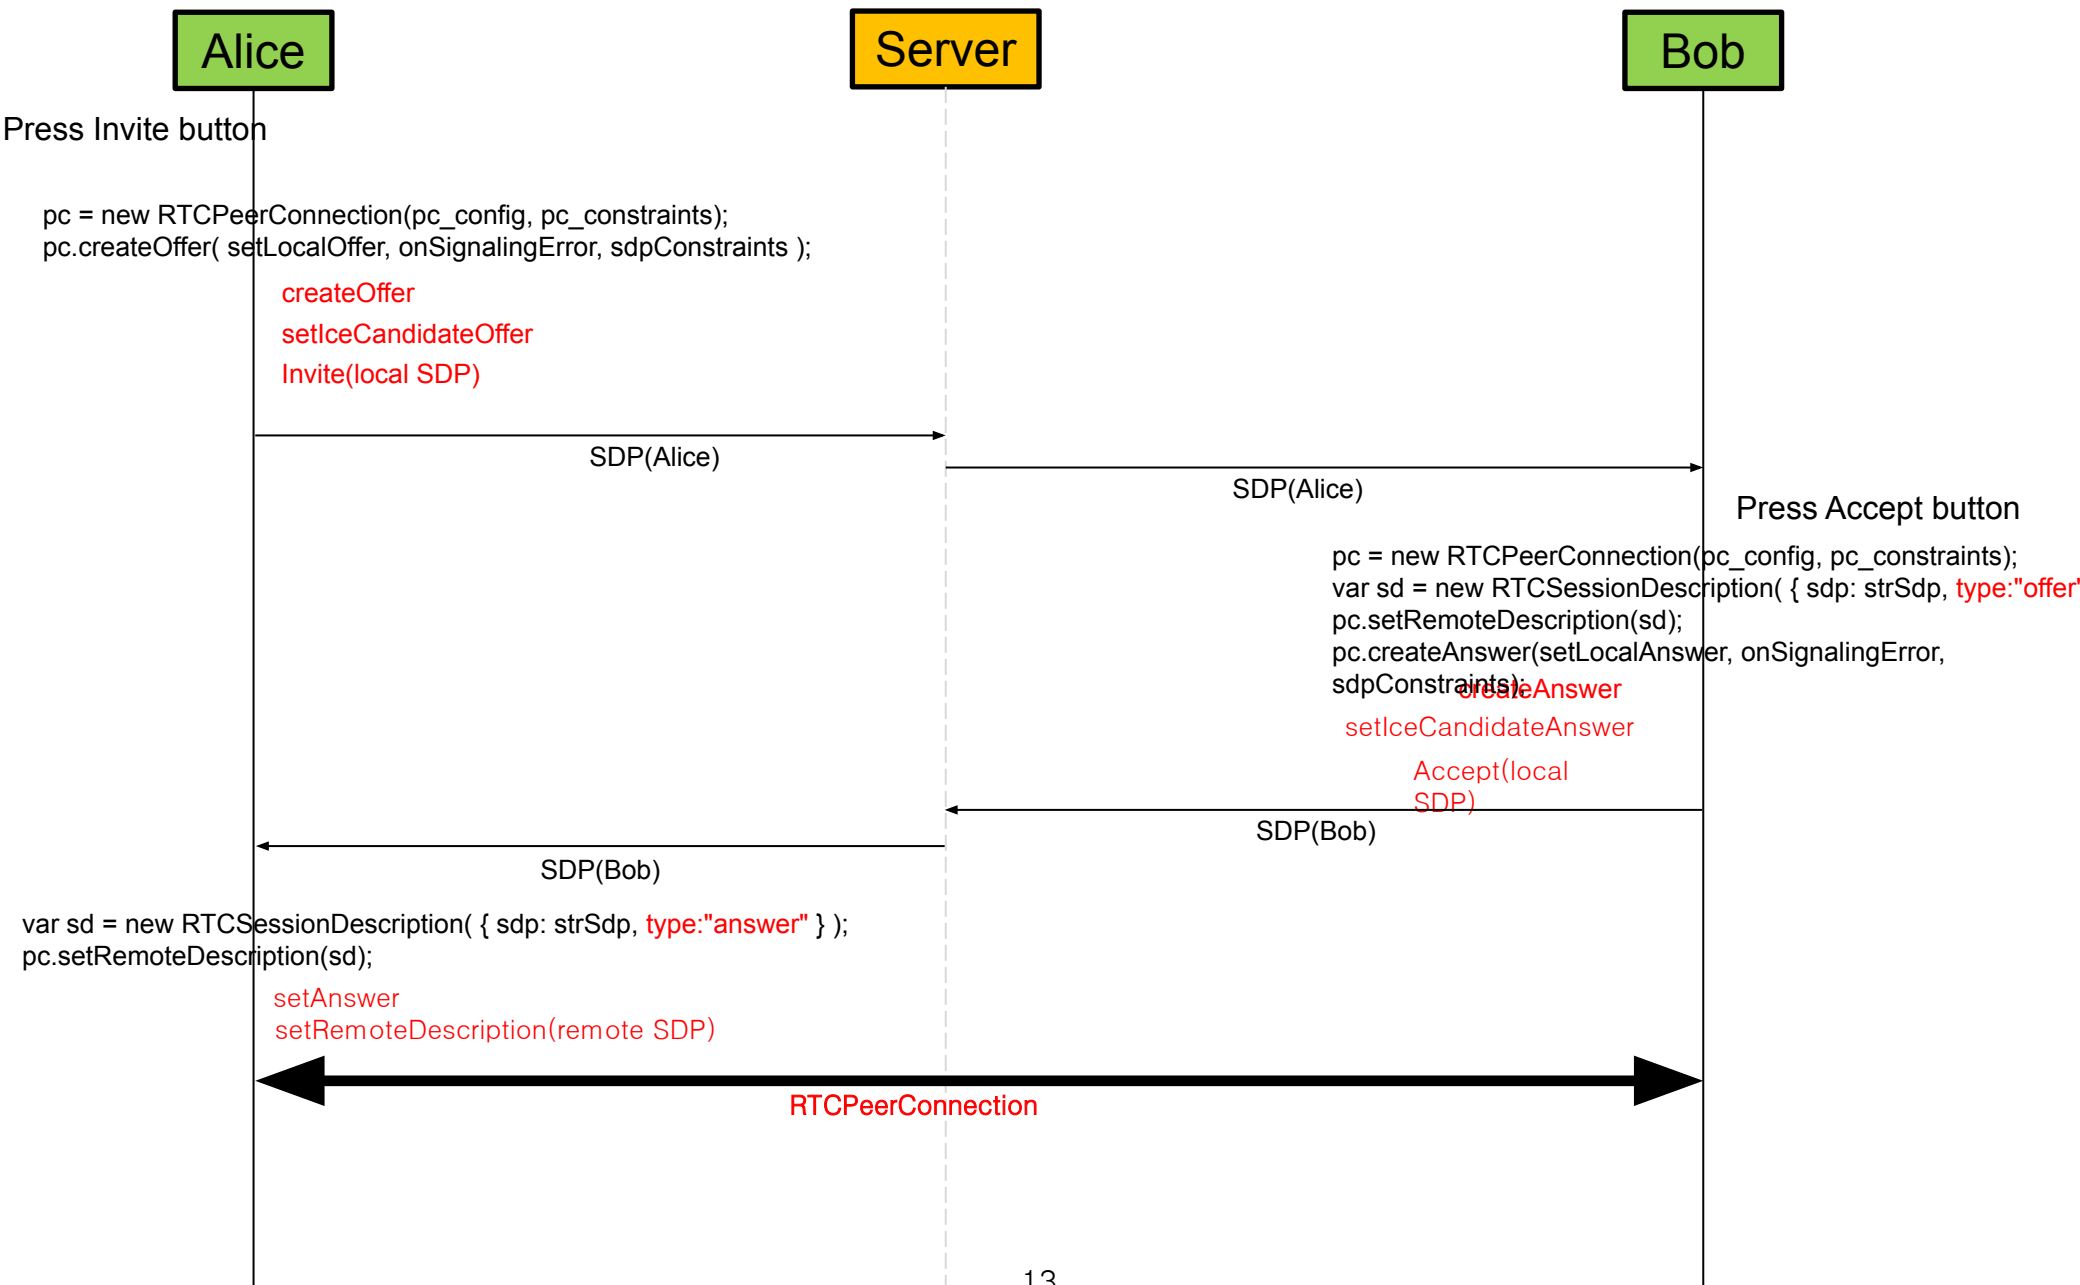 Alice
Server
Bob
Press Invite button
pc = new RTCPeerConnection(pc_config, pc_constraints);
pc.createOffer( setLocalOffer, onSignalingError, sdpConstraints );
createOffer
setIceCandidateOffer
Invite(local SDP)
SDP(Alice)
SDP(Alice)
Press Accept button
pc = new RTCPeerConnection(pc_config, pc_constraints);
var sd = new RTCSessionDescription( { sdp: strSdp, type:"offer"
pc.setRemoteDescription(sd);
pc.createAnswer(setLocalAnswer, onSignalingError,
sdpConstraints);
createAnswer
setIceCandidateAnswer
Accept(local
SDP)
SDP(Bob)
SDP(Bob)
var sd = new RTCSessionDescription( { sdp: strSdp, type:"answer" } );
pc.setRemoteDescription(sd);
setAnswer
setRemoteDescription(remote SDP)
RTCPeerConnection
13